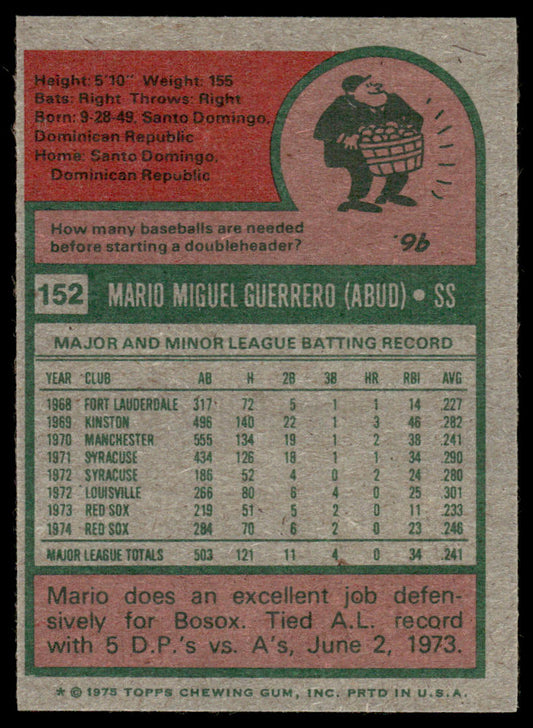 Height: 5'10" Weight: 155
Bats: Right Throws: Right
Born: 9-28-49, Santo Domingo,
Dominican Republic
Home: Santo Domingo,
Dominican Republic
How many baseballs are needed
before starting a doubleheader?
96.
152 MARIO MIGUEL GUERRERO (ABUD) • SS
MAJOR AND MINOR LEAGUE BATTING RECORD
YEAR CLUB AB H 2B 3B HR RBI AVG
1968 FORT LAUDERDALE 317 72 5 1 1 14 .227
1969 KINSTON 496 140 22 1 3 46 .282
1970 MANCHESTER 555 134 19 1 2 38 .241
1971 SYRACUSE 434 126 18 1 1 34 .290
1972 SYRACUSE 186 52 4 0 2 24 .280
1972 LOUISVILLE 266 80 6 4 0 25 .301
1973 RED SOX 219 51 5 2 0 11 .233
1974 RED SOX 284 70 6 2 0 23 .246
MAJOR LEAGUE TOTALS 503 121 11 4 0 34 .241
Mario does an excellent job defen-
sively for Bosox. Tied A.L. record
with 5 D.P.'s vs. A's, June 2, 1973.
* © 1975 TOPPS CHEWING GUM, INC. PRTD IN U.S.A.